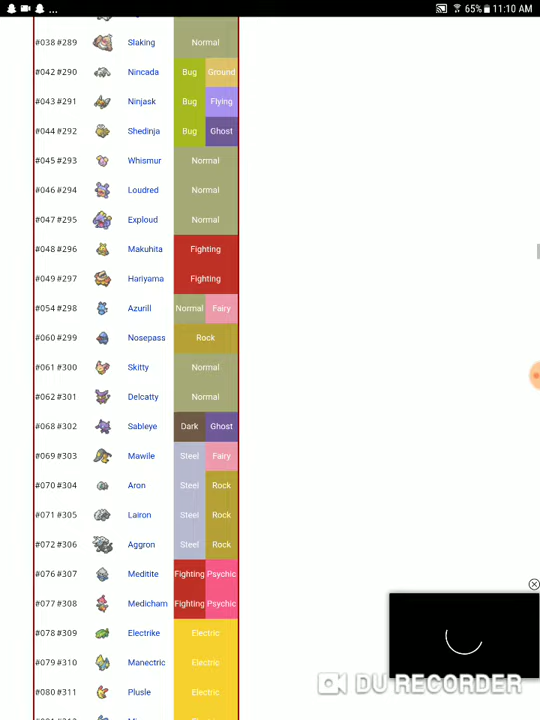 ... 65% 11:10 AM
#038 #289 Slaking Normal
#042 #290 Nincada Bug Ground
#043 #291 Ninjask Bug Flying
#044 #292 Shedinja Bug Ghost
#045 #293 Whismur Normal
#046 #294 Loudred Normal
#047 #295 Exploud Normal
#048 #296 Makuhita Fighting
#049 #297 Hariyama Fighting
#054 #298 Azurill Normal Fairy
#060 #299 Nosepass Rock
#061 #300 Skitty Normal
#062 #301 Delcatty Normal
#068 #302 Sableye Dark Ghost
#069 #303 Mawile Steel Fairy
#070 #304 Aron Steel Rock
#071 #305 Lairon Steel Rock
#072 #306 Aggron Steel Rock
#076 #307 Meditite Fighting Psychic
#077 #308 Medicham Fighting Psychic
#078 #309 Electrike Electric
#079 #310 Manectric Electric
#080 #311 Plusle Electric
DU RECORDER